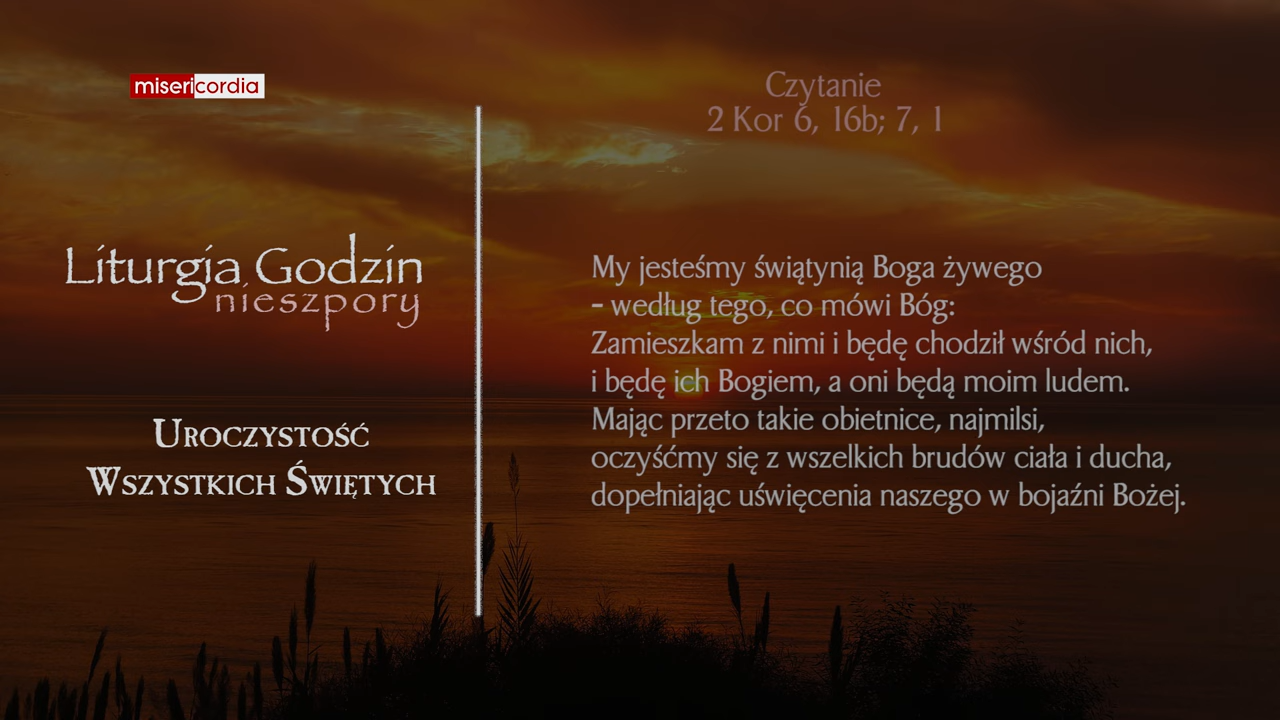 misericordia
Liturgia Godzin
nieszpory
Uroczystość
Wszystkich Świętych
Czytanie
2 Kor 6, 16b; 7, 1
My jesteśmy świątynią Boga żywego
– według tego, co mówi Bóg:
Zamieszkam z nimi i będę chodził wśród nich,
i będę ich Bogiem, a oni będą moim ludem.
Mając przeto takie obietnice, najmilsi,
oczyśćmy się z wszelkich brudów ciała i ducha,
dopełniając uświęcenia naszego w bojaźni Bożej.